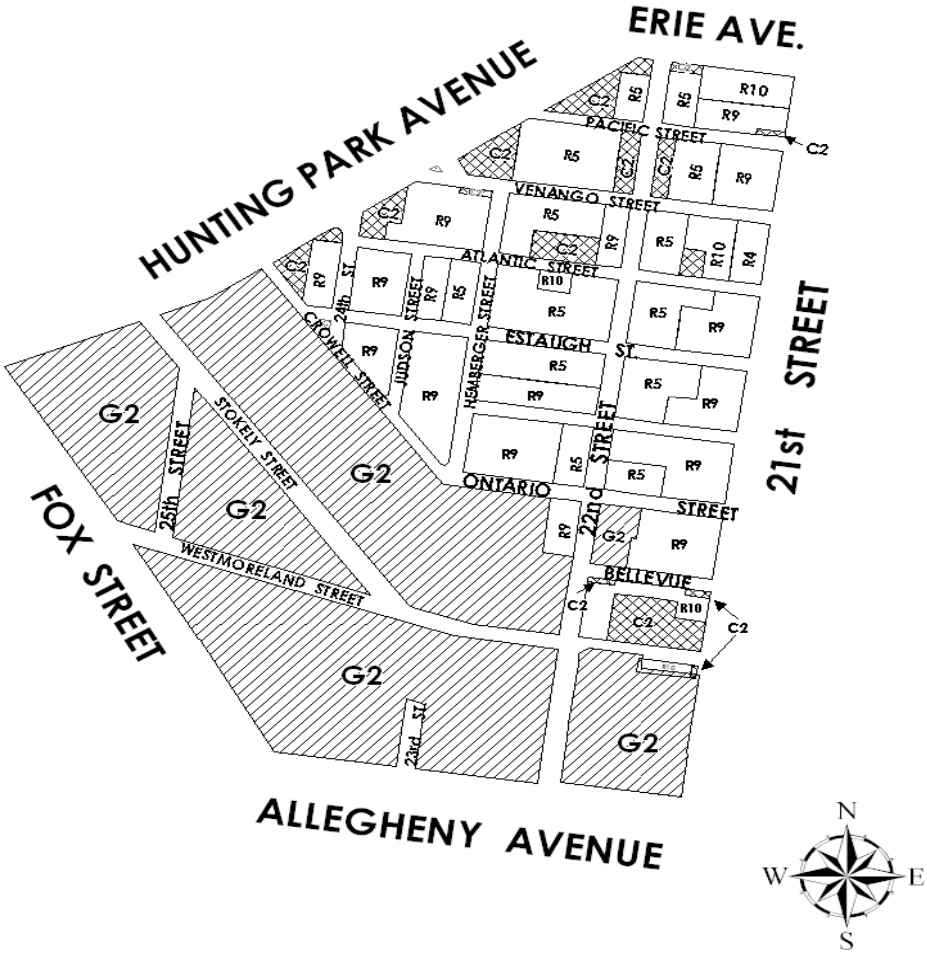 ERIE AVE.
HUNTING PARK AVENUE
C2
R5
R5
R10
C2
R9
PACIFIC STREET
C2
C2
R5
C2
C2
R5
R9
VENANGO STREET
C2
R9
R5
C2
R9
R5
R10
R4
ATLANTIC STREET
C2
R9
24th ST.
R9
JUDSON STREET
R9
R5
HEMBERGER STREET
R10
R5
R5
R9
21st STREET
ESTAUGH ST.
CROWELL STREET
R9
R9
R5
R9
R5
R9
22nd STREET
R9
R5
R5
R9
ONTARIO STREET
G2
25th STREET
STOKELY STREET
G2
G2
R9
G2
R9
FOX STREET
WESTMORELAND STREET
BELLEVUE
C2
C2
R10
C2
G2
23rd ST.
G2
ALLEGHENY AVENUE
N
W E
S